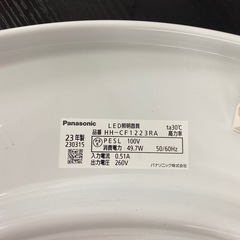 Panasonic LED照明器具 ta30℃
品番 HH-CF1223RA 高力率
23年製
230315
PESL 100V
消費電力 49.7W 50/60Hz
入力電流 0.51A
出力電圧 260V
パナソニック株式会社